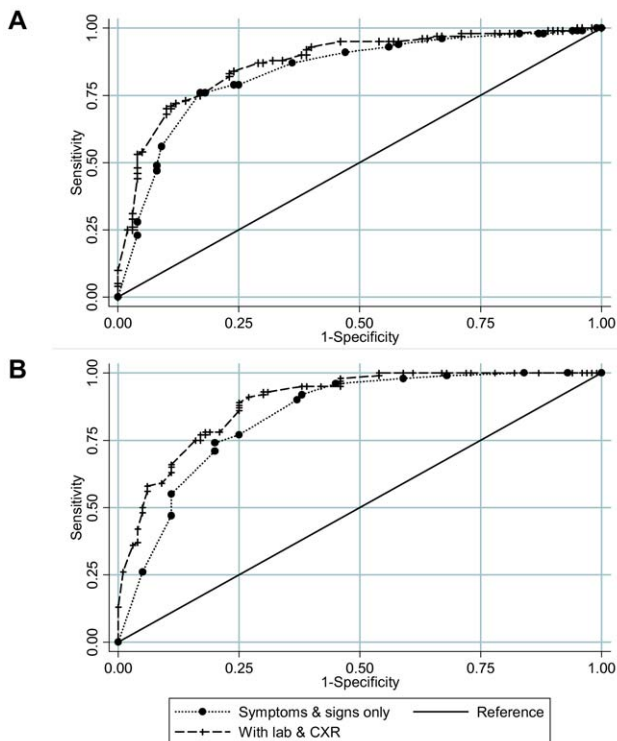 A
1.00
0.75
0.50
0.25
0.00
Sensitivity
0.00 0.25 0.50 0.75 1.00
1-Specificity
B
1.00
0.75
0.50
0.25
0.00
Sensitivity
0.00 0.25 0.50 0.75 1.00
1-Specificity
Symptoms & signs only Reference
With lab & CXR